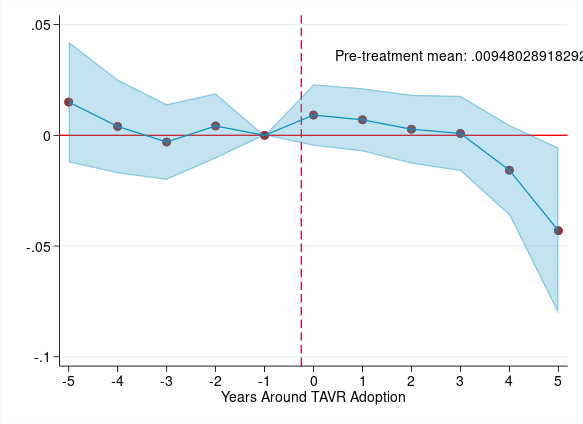 .05
Pre-treatment mean: .00948028918292
0
-.05
-.1
-5 -4 -3 -2 -1 0 1 2 3 4 5
Years Around TAVR Adoption